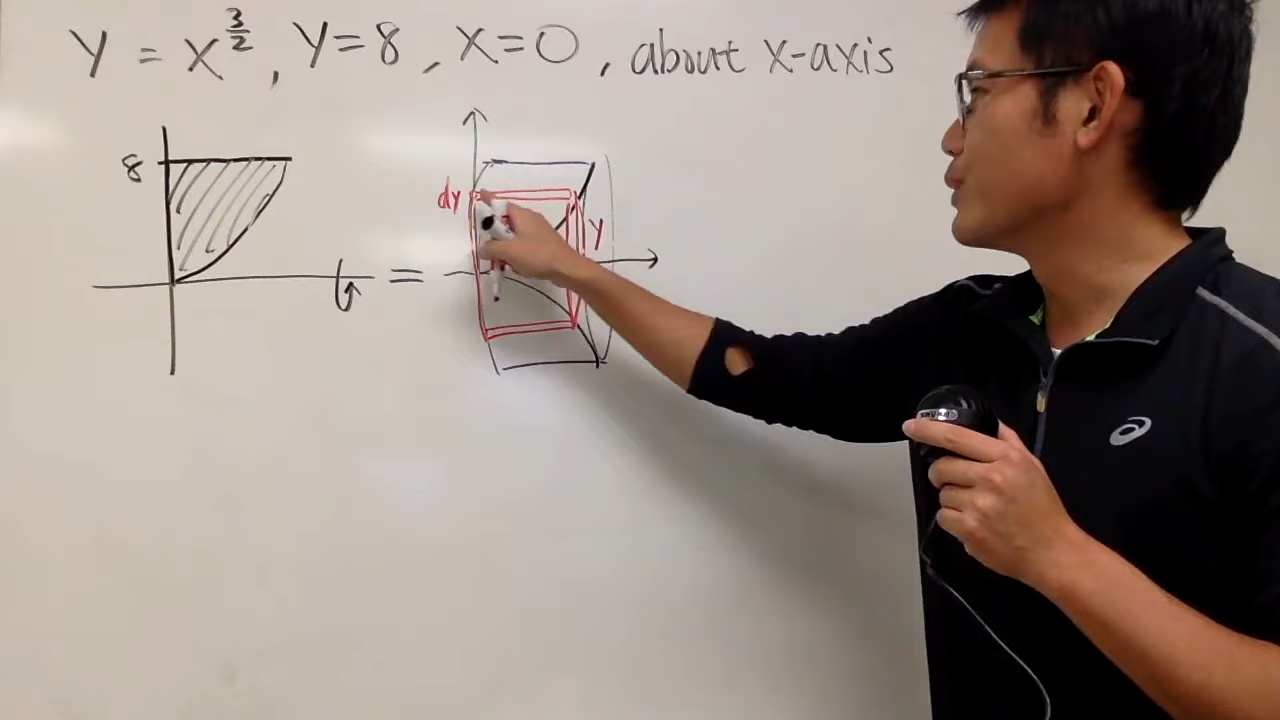 Y = X^{3/2}, Y=8, X=0, about x-axis
8
dy
y
=